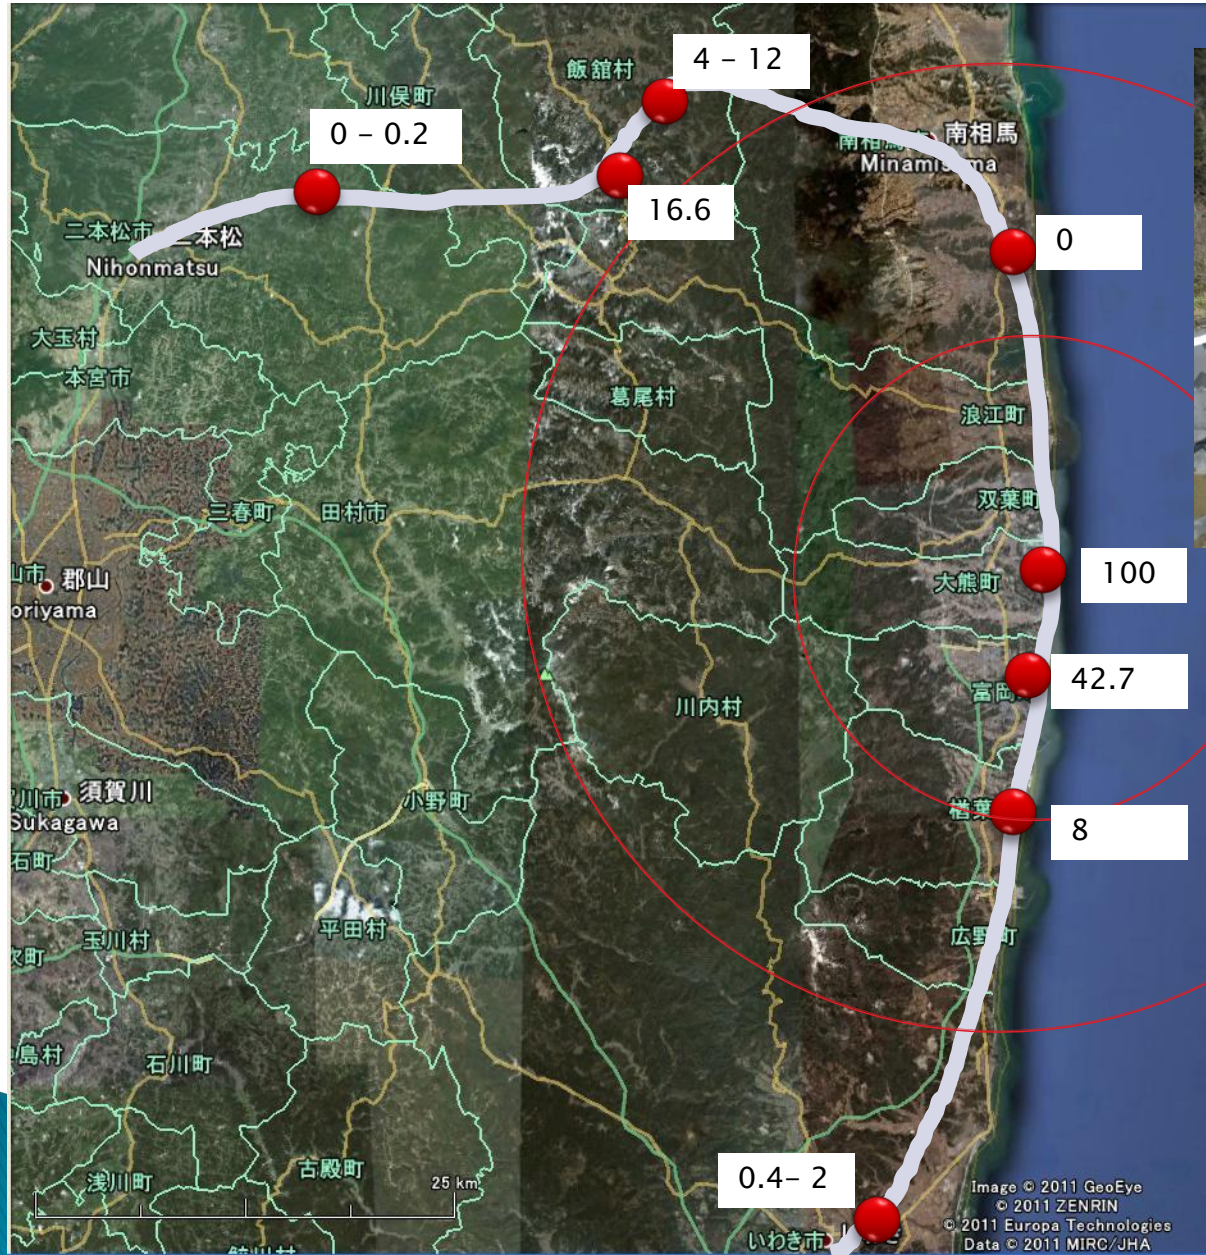 飯舘村
4 – 12
川俣町
0 – 0.2
南相馬
Minamisoma
16.6
二本松市
二本松
Nihonmatsu
0
大玉村
本宮市
葛尾村
浪江町
双葉町
三春町
田村市
大熊町
100
郡山
oriyama
42.7
川内村
須賀川
Sukagawa
小野町
8
石町
平田村
玉川村
広野町
石川町
古殿町
浅川町
25 km
0.4– 2
いわき市
Image © 2011 GeoEye
© 2011 ZENRIN
© 2011 Europa Technologies
Data © 2011 MIRC/JHA